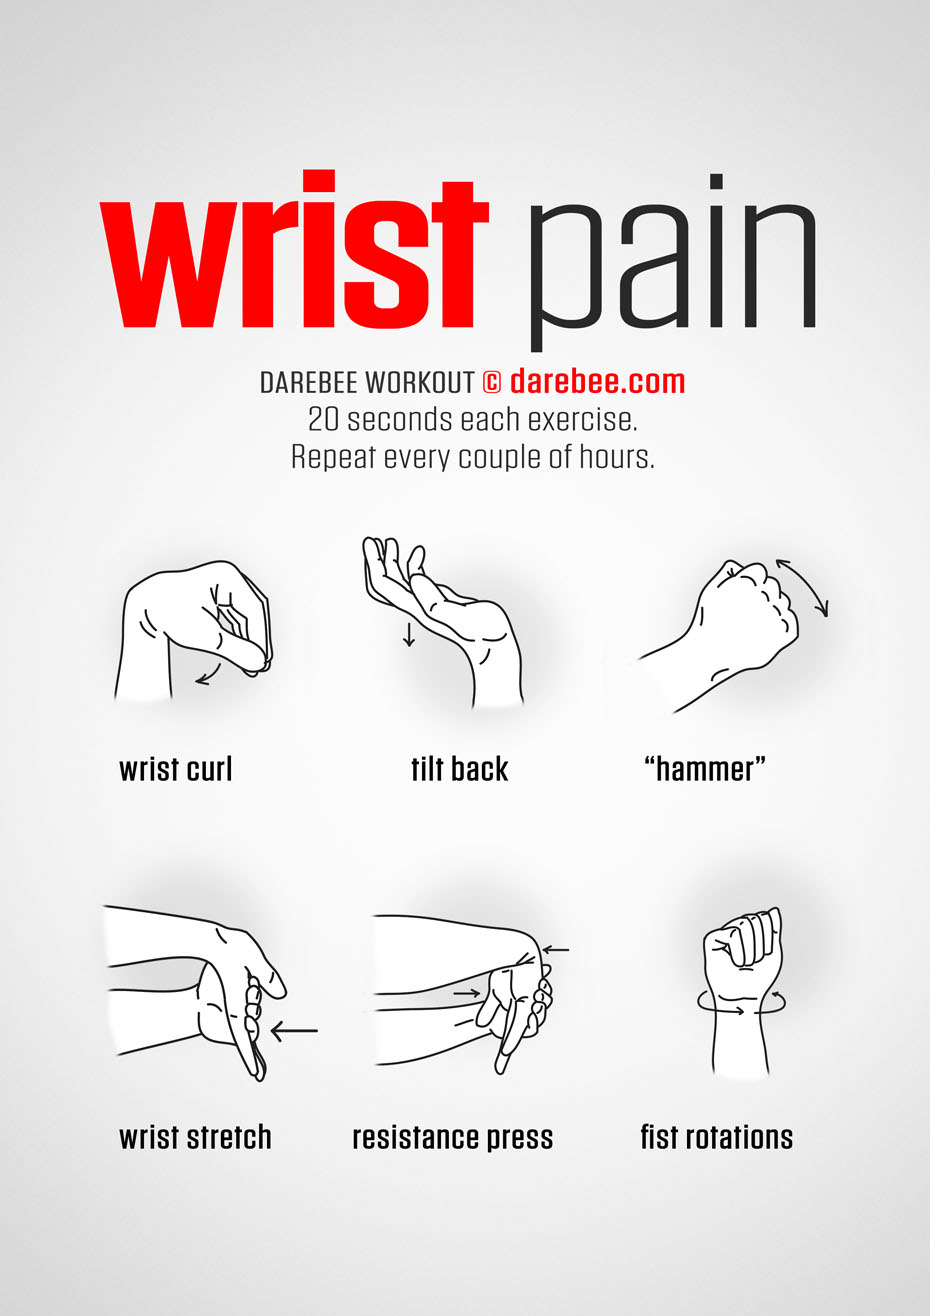 wrist pain
DAREBEE WORKOUT © darebee.com
20 seconds each exercise.
Repeat every couple of hours.
wrist curl
tilt back
“hammer”
wrist stretch
resistance press
fist rotations